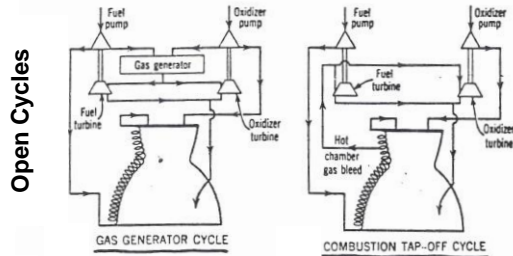 Open Cycles
Fuel
pump
Oxidizer
pump
Gas generator
Fuel
turbine
Oxidizer
turbine
GAS GENERATOR CYCLE
Fuel
pump
Oxidizer
pump
Fuel
turbine
Oxidizer
turbine
Hot
chamber
gas bleed
COMBUSTION TAP-OFF CYCLE